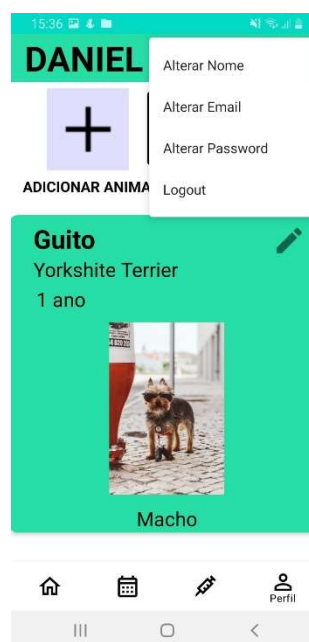 15:36
DANIEL
Alterar Nome
Alterar Email
Alterar Password
Logout
ADICIONAR ANIMA
Guito
Yorkshite Terrier
1 ano
Macho
Perfil